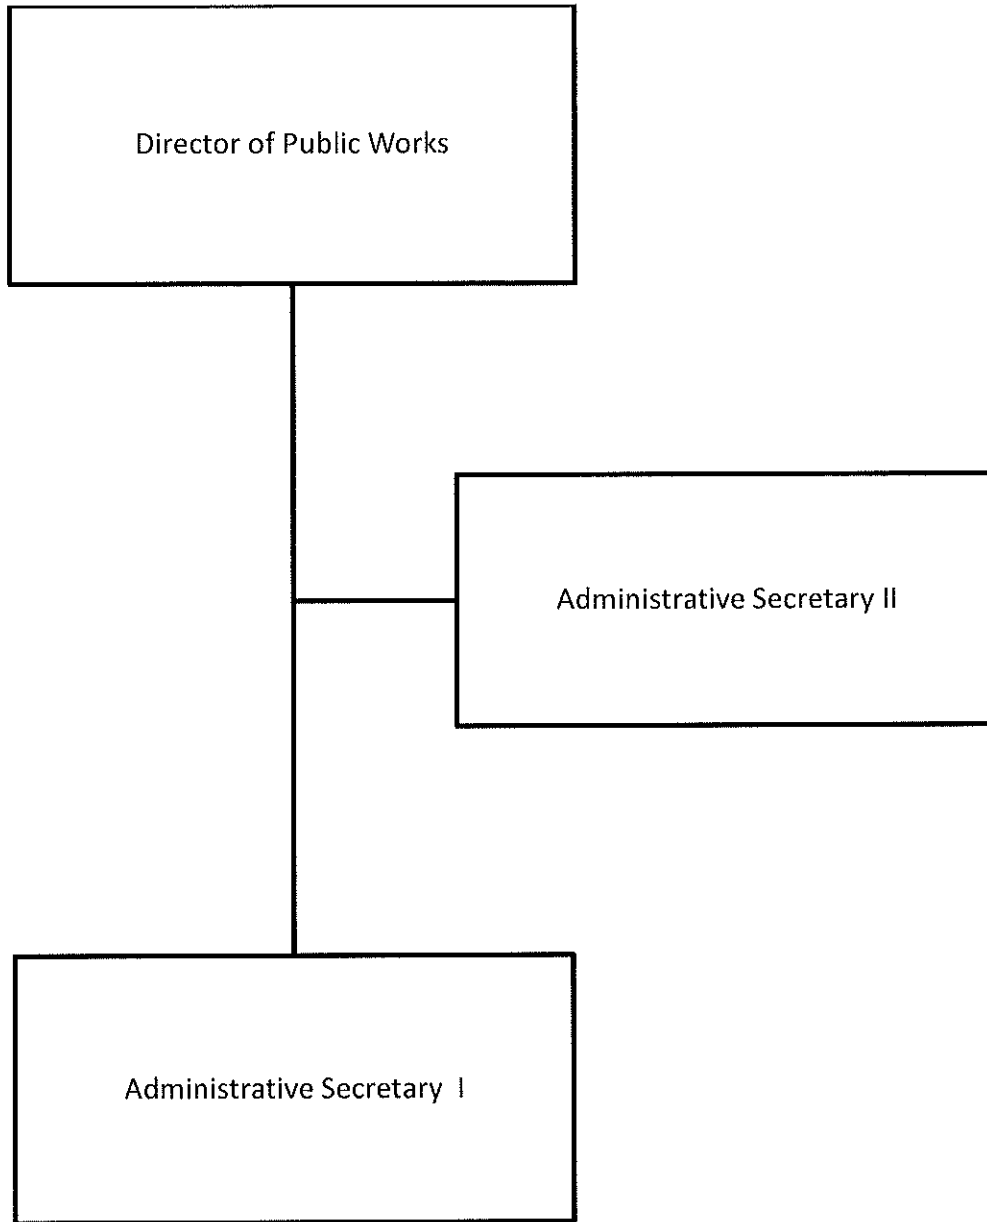 Director of Public Works
Administrative Secretary II
Administrative Secretary I